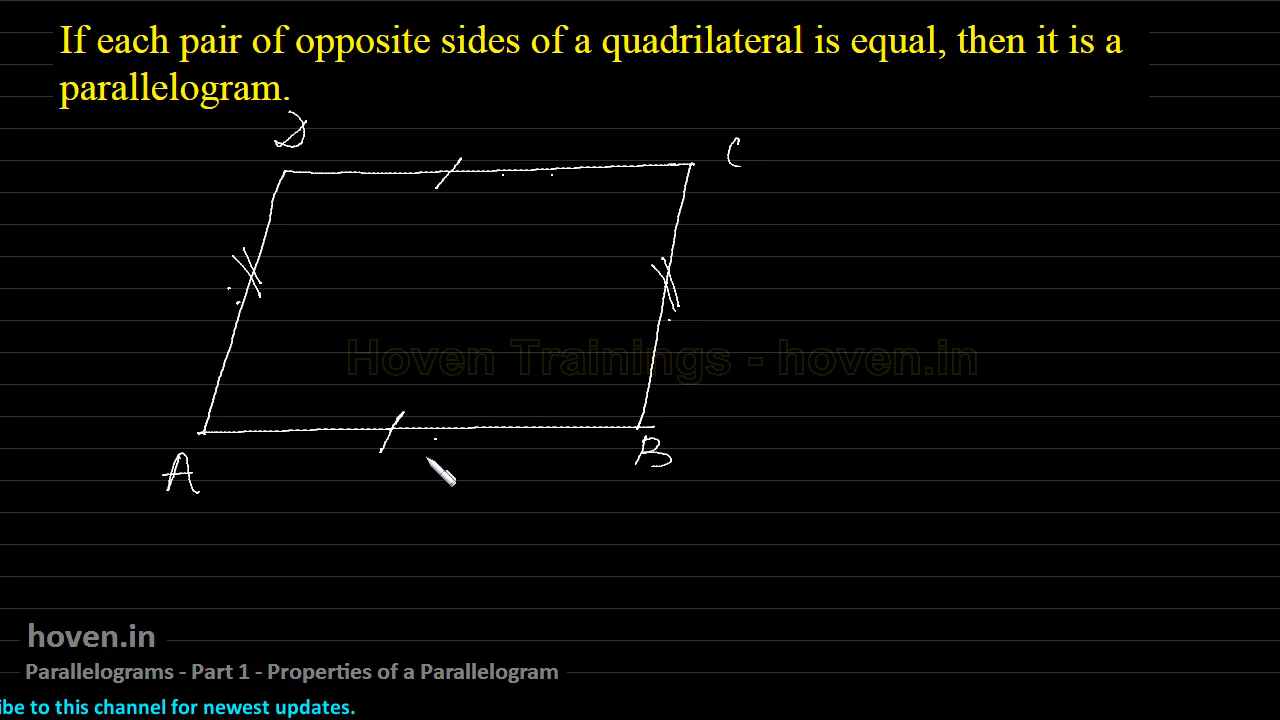 If each pair of opposite sides of a quadrilateral is equal, then it is a
parallelogram.
D
C
Hoven Trainings - hoven.in
A
B
hoven.in
Parallelograms - Part 1 - Properties of a Parallelogram
ibe to this channel for newest updates.